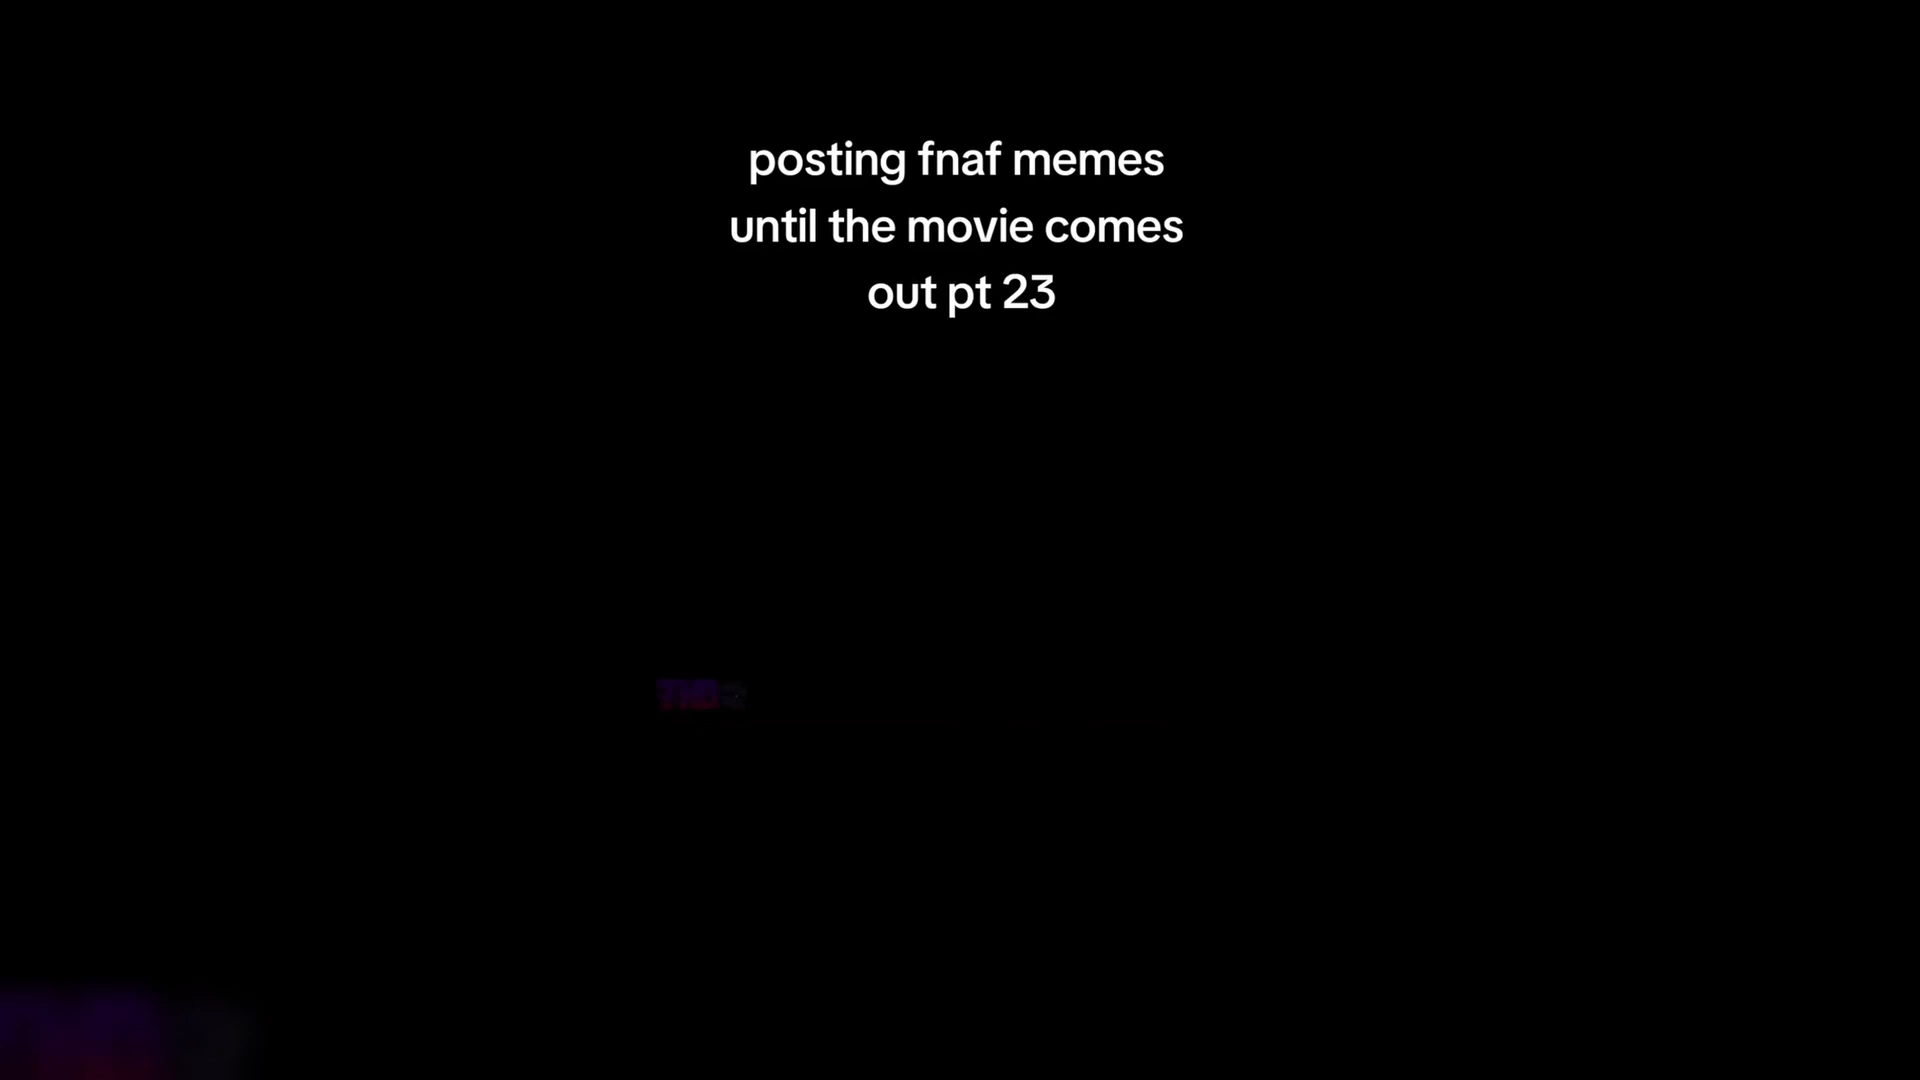 posting fnaf memes
until the movie comes
out pt 23